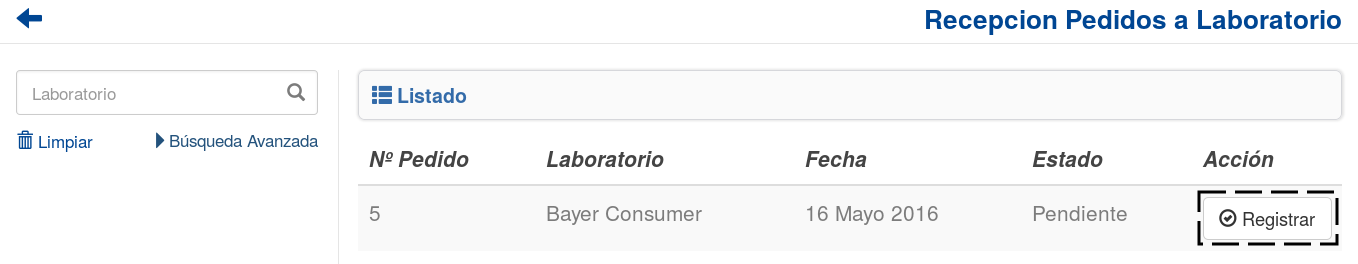 Recepcion Pedidos a Laboratorio
Laboratorio
Limpiar
Búsqueda Avanzada
Listado
Nº Pedido Laboratorio Fecha Estado Acción
5 Bayer Consumer 16 Mayo 2016 Pendiente Registrar